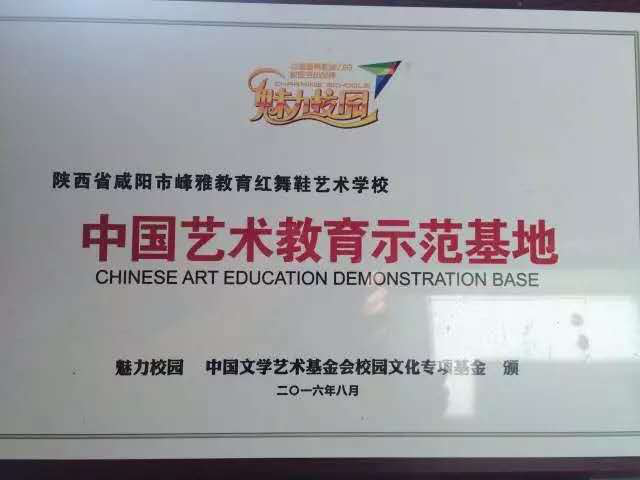 CHARMING SCHOOLS
魅力校园
陕西省咸阳市峰雅教育红舞鞋艺术学校
中国艺术教育示范基地
CHINESE ART EDUCATION DEMONSTRATION BASE
魅力校园 中国文学艺术基金会校园文化专项基金 颁
二〇一六年八月